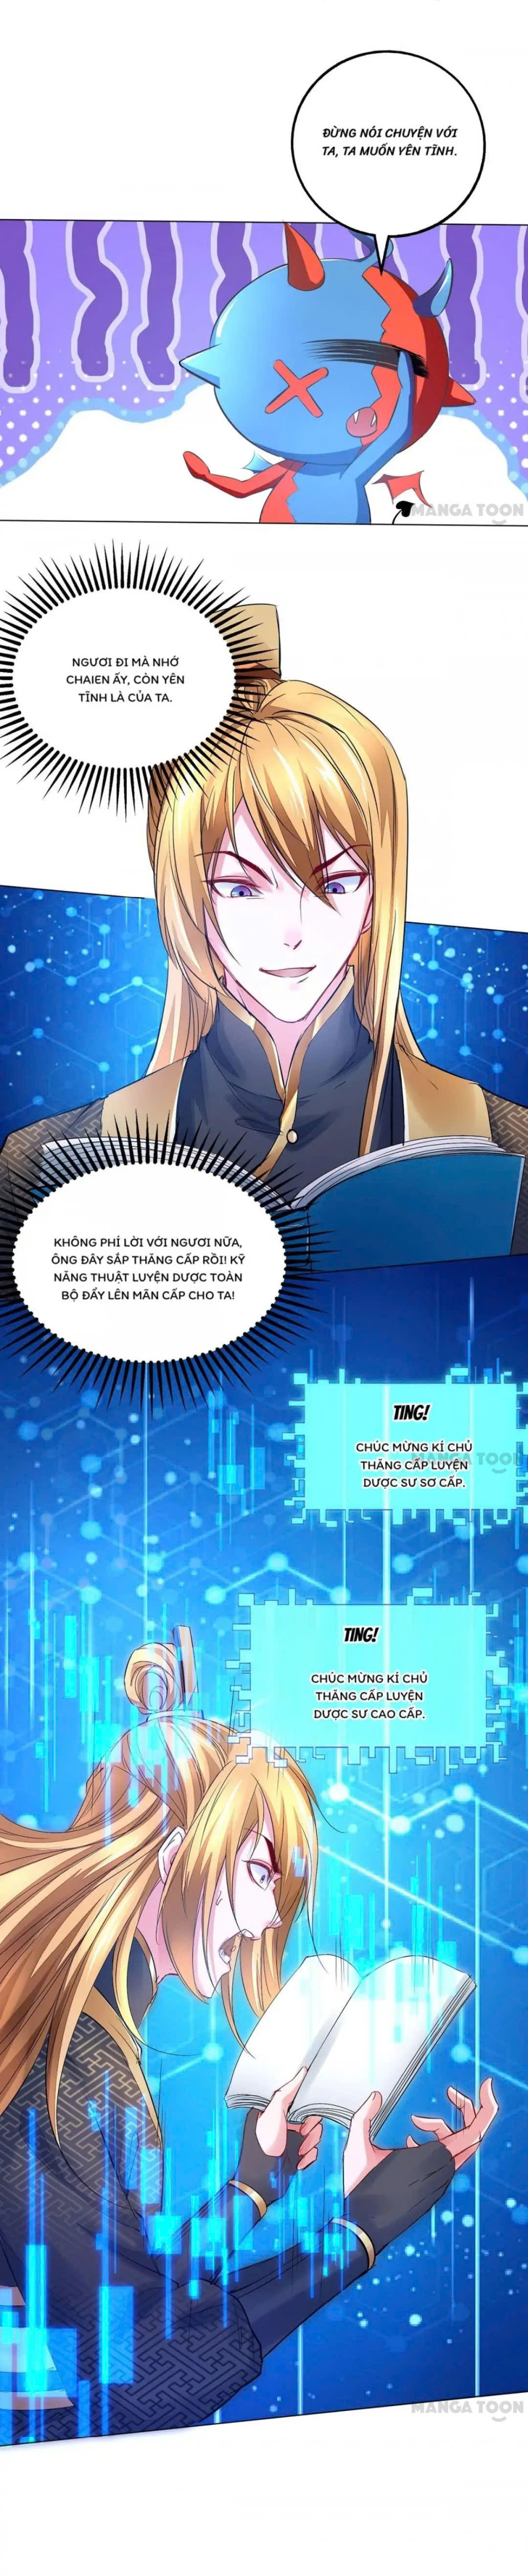 ĐỪNG NÓI CHUYỆN VỚI
TA, TA MUỐN YÊN TĨNH.
MANGA TOON
NGƯƠI ĐI MÀ NHỚ
CHAIEN ẤY, CÒN YÊN
TĨNH LÀ CỦA TA.
KHÔNG PHÍ LỜI VỚI NGƯƠI NỮA,
ÔNG ĐÂY SẮP THĂNG CẤP RỒI! KỸ
NĂNG THUẬT LUYỆN DƯỢC TOÀN
BỘ ĐẨY LÊN MÃN CẤP CHO TA!
TING!
CHÚC MỪNG KÍ CHỦ
THĂNG CẤP LUYỆN
DƯỢC SƯ SƠ CẤP.
MANGA TOON
TING!
CHÚC MỪNG KÍ CHỦ
THĂNG CẤP LUYỆN
DƯỢC SƯ CAO CẤP.
MANGA TOON